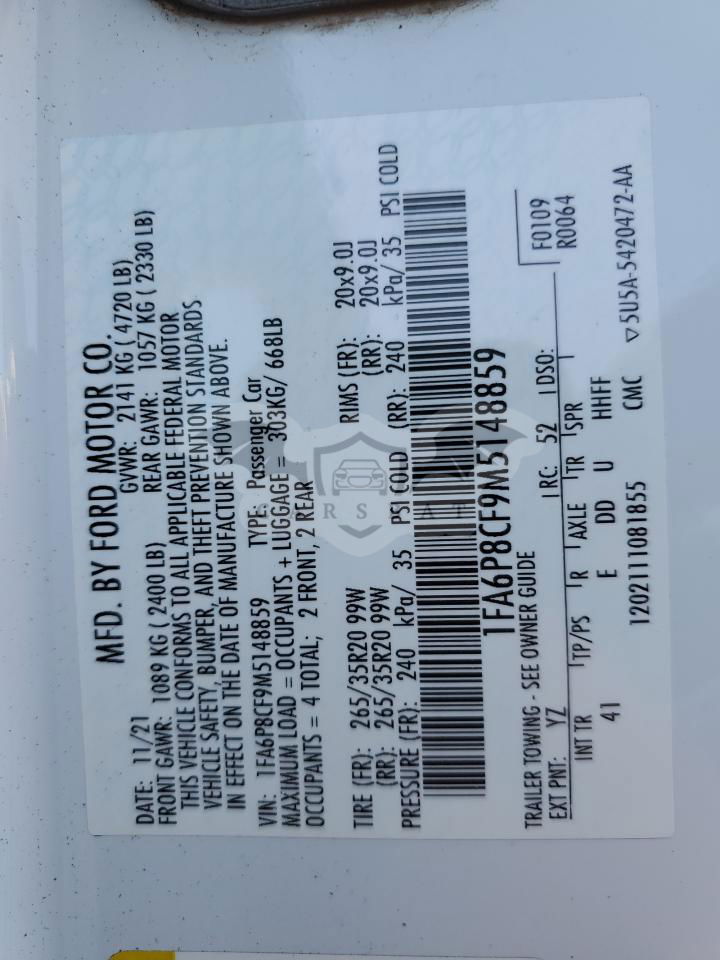 MFD. BY FORD MOTOR CO.
DATE: 11/21 GVWR: 2141 KG ( 4720 LB)
FRONT GAWR: 1089 KG ( 2400 LB) REAR GAWR: 1057 KG ( 2330 LB)
THIS VEHICLE CONFORMS TO ALL APPLICABLE FEDERAL MOTOR
VEHICLE SAFETY, BUMPER, AND THEFT PREVENTION STANDARDS
IN EFFECT ON THE DATE OF MANUFACTURE SHOWN ABOVE.
VIN: 1FA6P8CF9M5148859 TYPE: Passenger Car
MAXIMUM LOAD = OCCUPANTS + LUGGAGE = 303KG/ 668LB
OCCUPANTS = 4 TOTAL; 2 FRONT, 2 REAR
TIRE (FR): 265/35R20 99W RIMS (FR): 20x9.0J
(RR): 265/35R20 99W (RR): 20x9.0J
PRESSURE (FR): 240 kPa/ 35 PSI COLD (RR): 240 kPa/ 35 PSI COLD
1FA6P8CF9M5148859
TRAILER TOWING - SEE OWNER GUIDE
F0109
R0064
EXT PNT: YZ RC: 52 DSO:
INT TR TP/PS R AXLE TR SPR
41 E DD U HHFF
1202111081855 CMC ▽5U5A-5420472-AA
CARSFAT